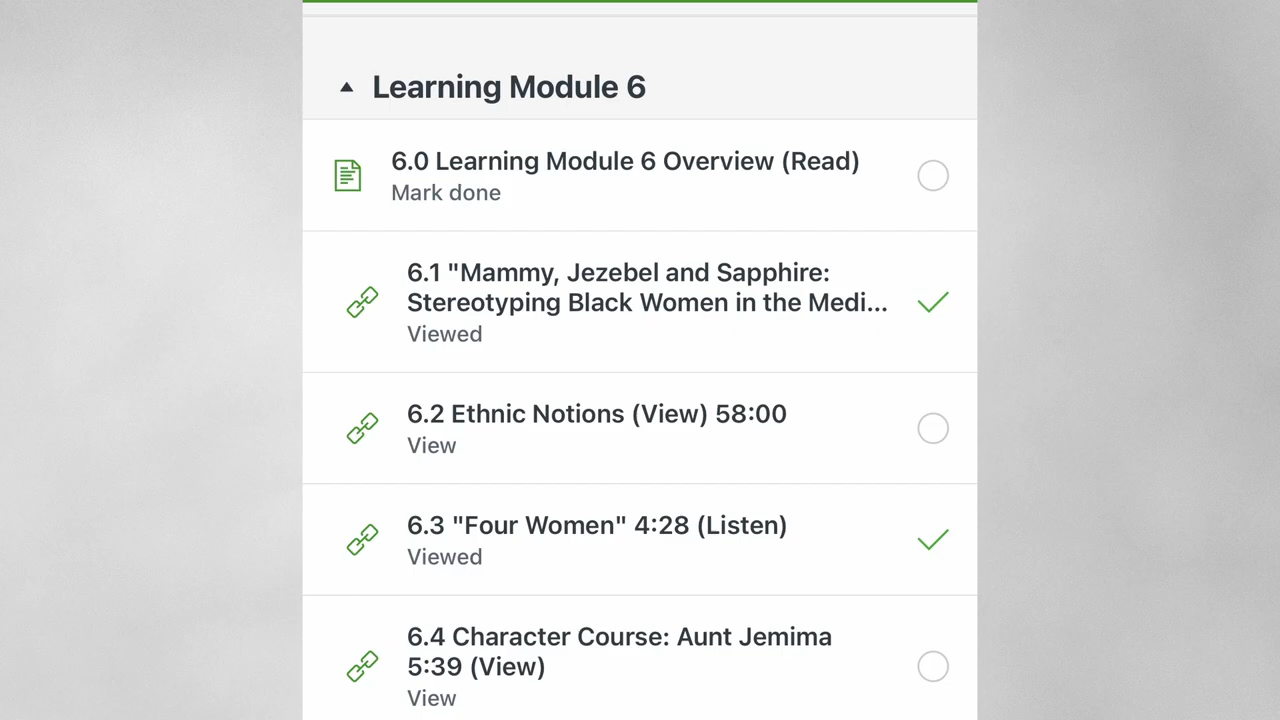 Learning Module 6
6.0 Learning Module 6 Overview (Read)
Mark done
6.1 "Mammy, Jezebel and Sapphire:
Stereotyping Black Women in the Medi...
Viewed
6.2 Ethnic Notions (View) 58:00
View
6.3 "Four Women" 4:28 (Listen)
Viewed
6.4 Character Course: Aunt Jemima
5:39 (View)
View